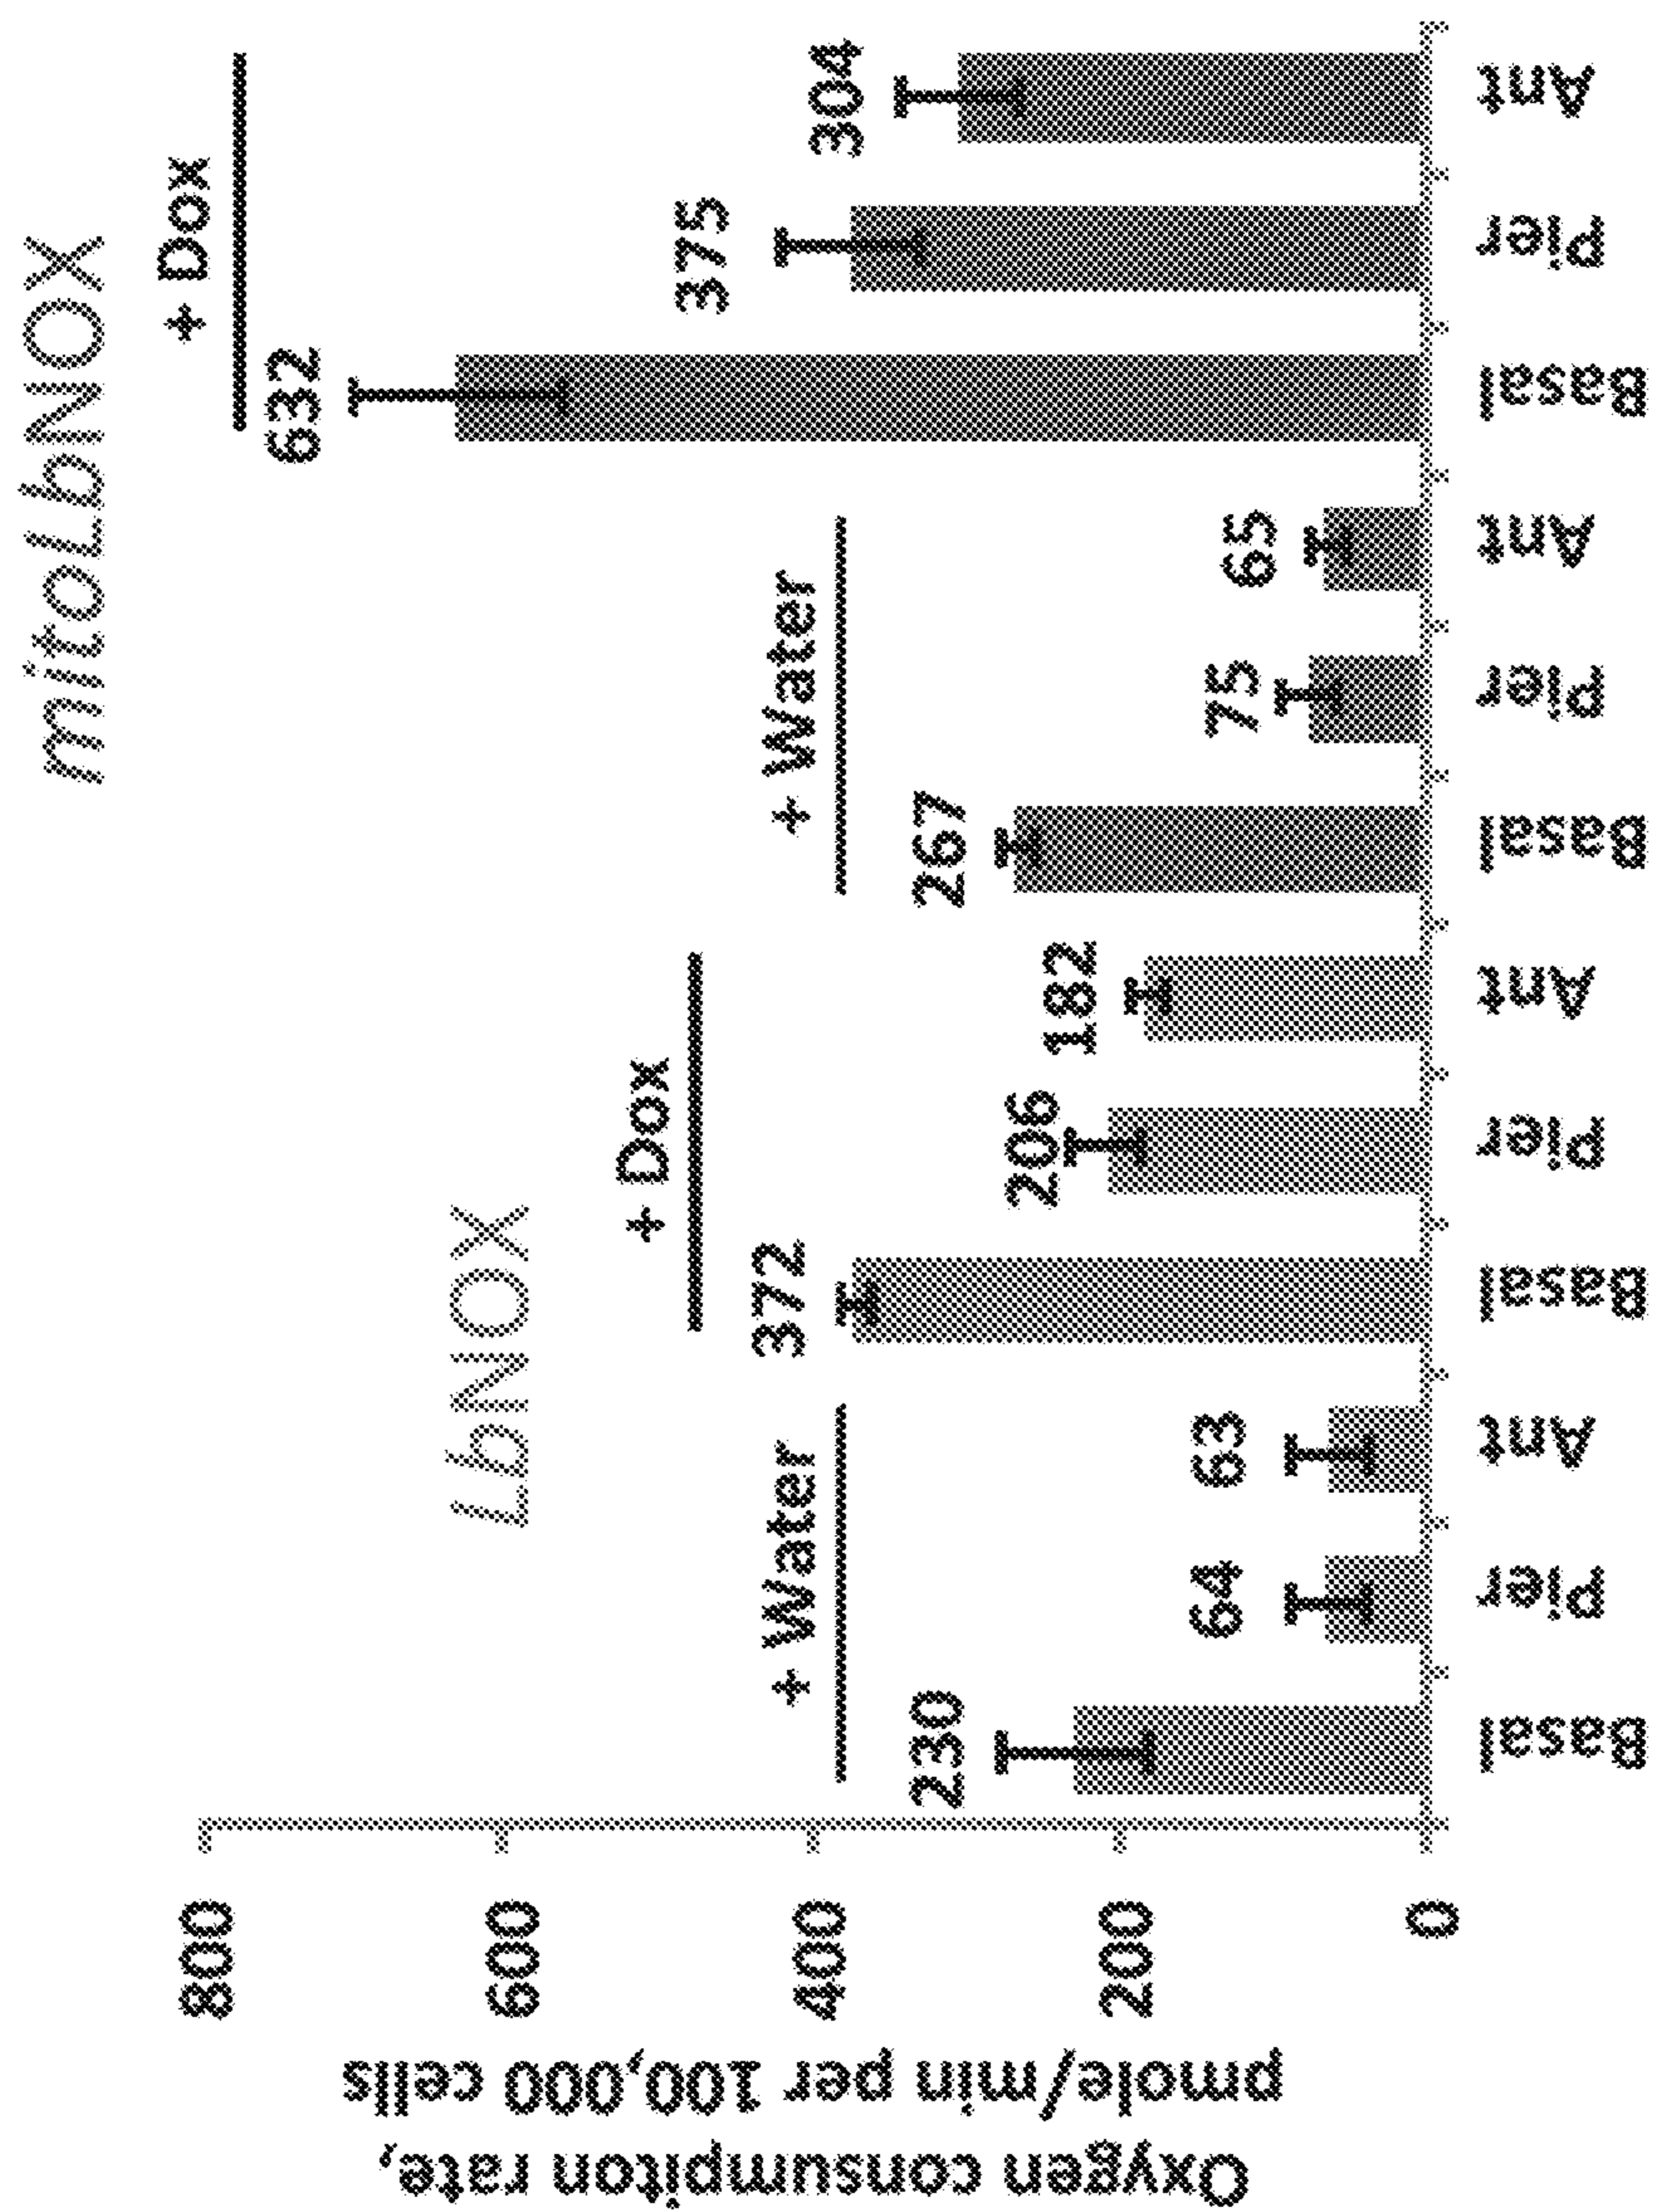 mitoLbNOX
LbNOX
+ Water
+ Dox
+ Water
+ Dox
230
64
63
372
206
182
267
75
65
632
375
304
800
600
400
200
0
Oxygen consumpiton rate,
pmole/min per 100,000 cells
Basal
Pier
Ant
Basal
Pier
Ant
Basal
Pier
Ant
Basal
Pier
Ant